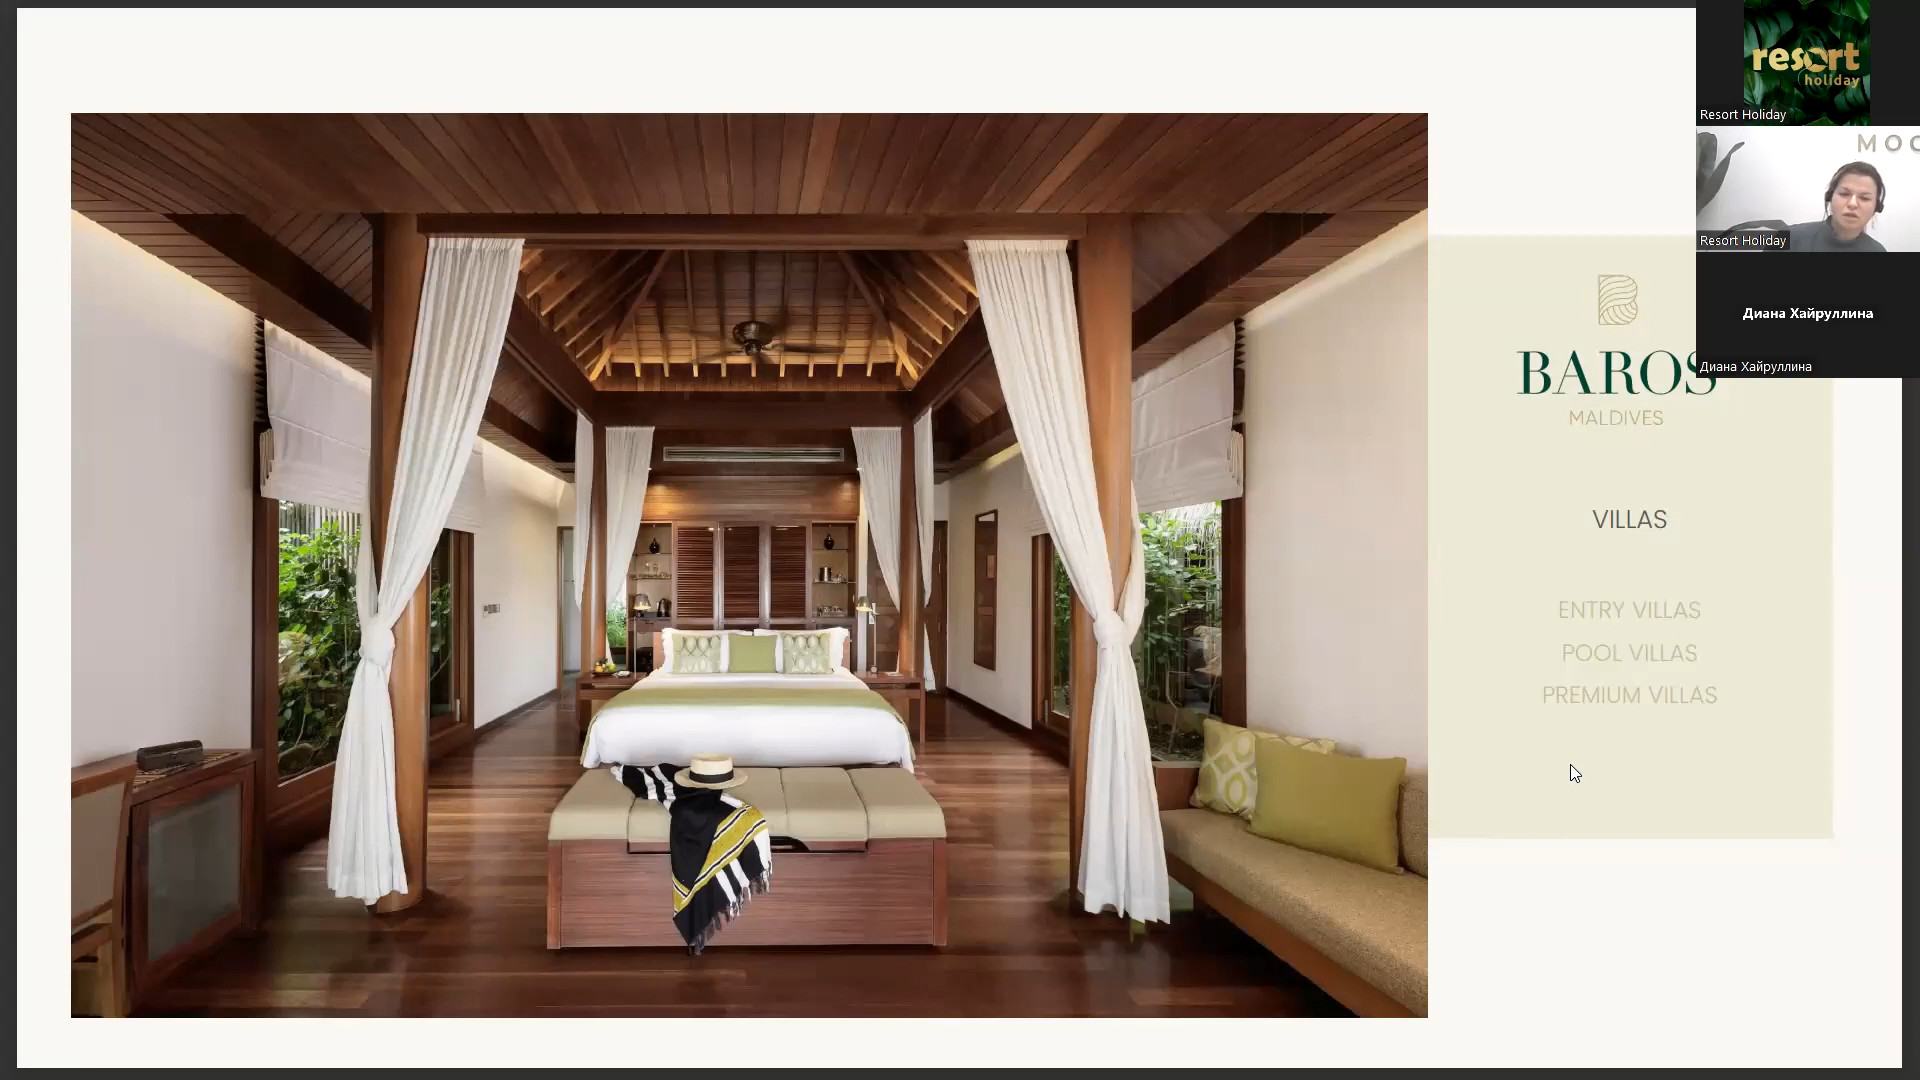 resort
holiday
Resort Holiday
MOO
Resort Holiday
Диана Хайруллина
Диана Хайруллина
BAROS
MALDIVES
VILLAS
ENTRY VILLAS
POOL VILLAS
PREMIUM VILLAS